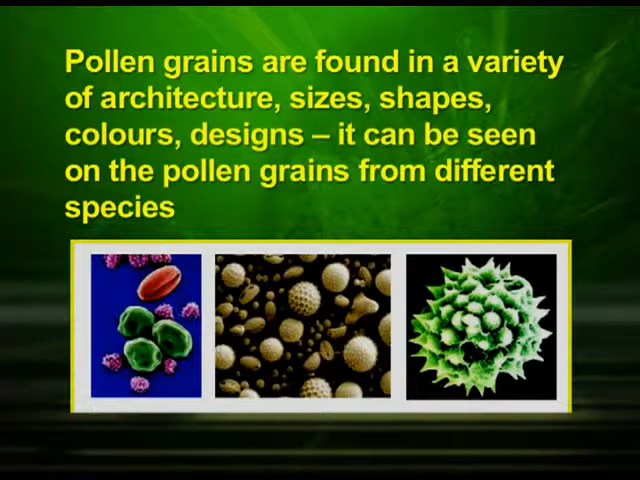 Pollen grains are found in a variety
of architecture, sizes, shapes,
colours, designs – it can be seen
on the pollen grains from different
species